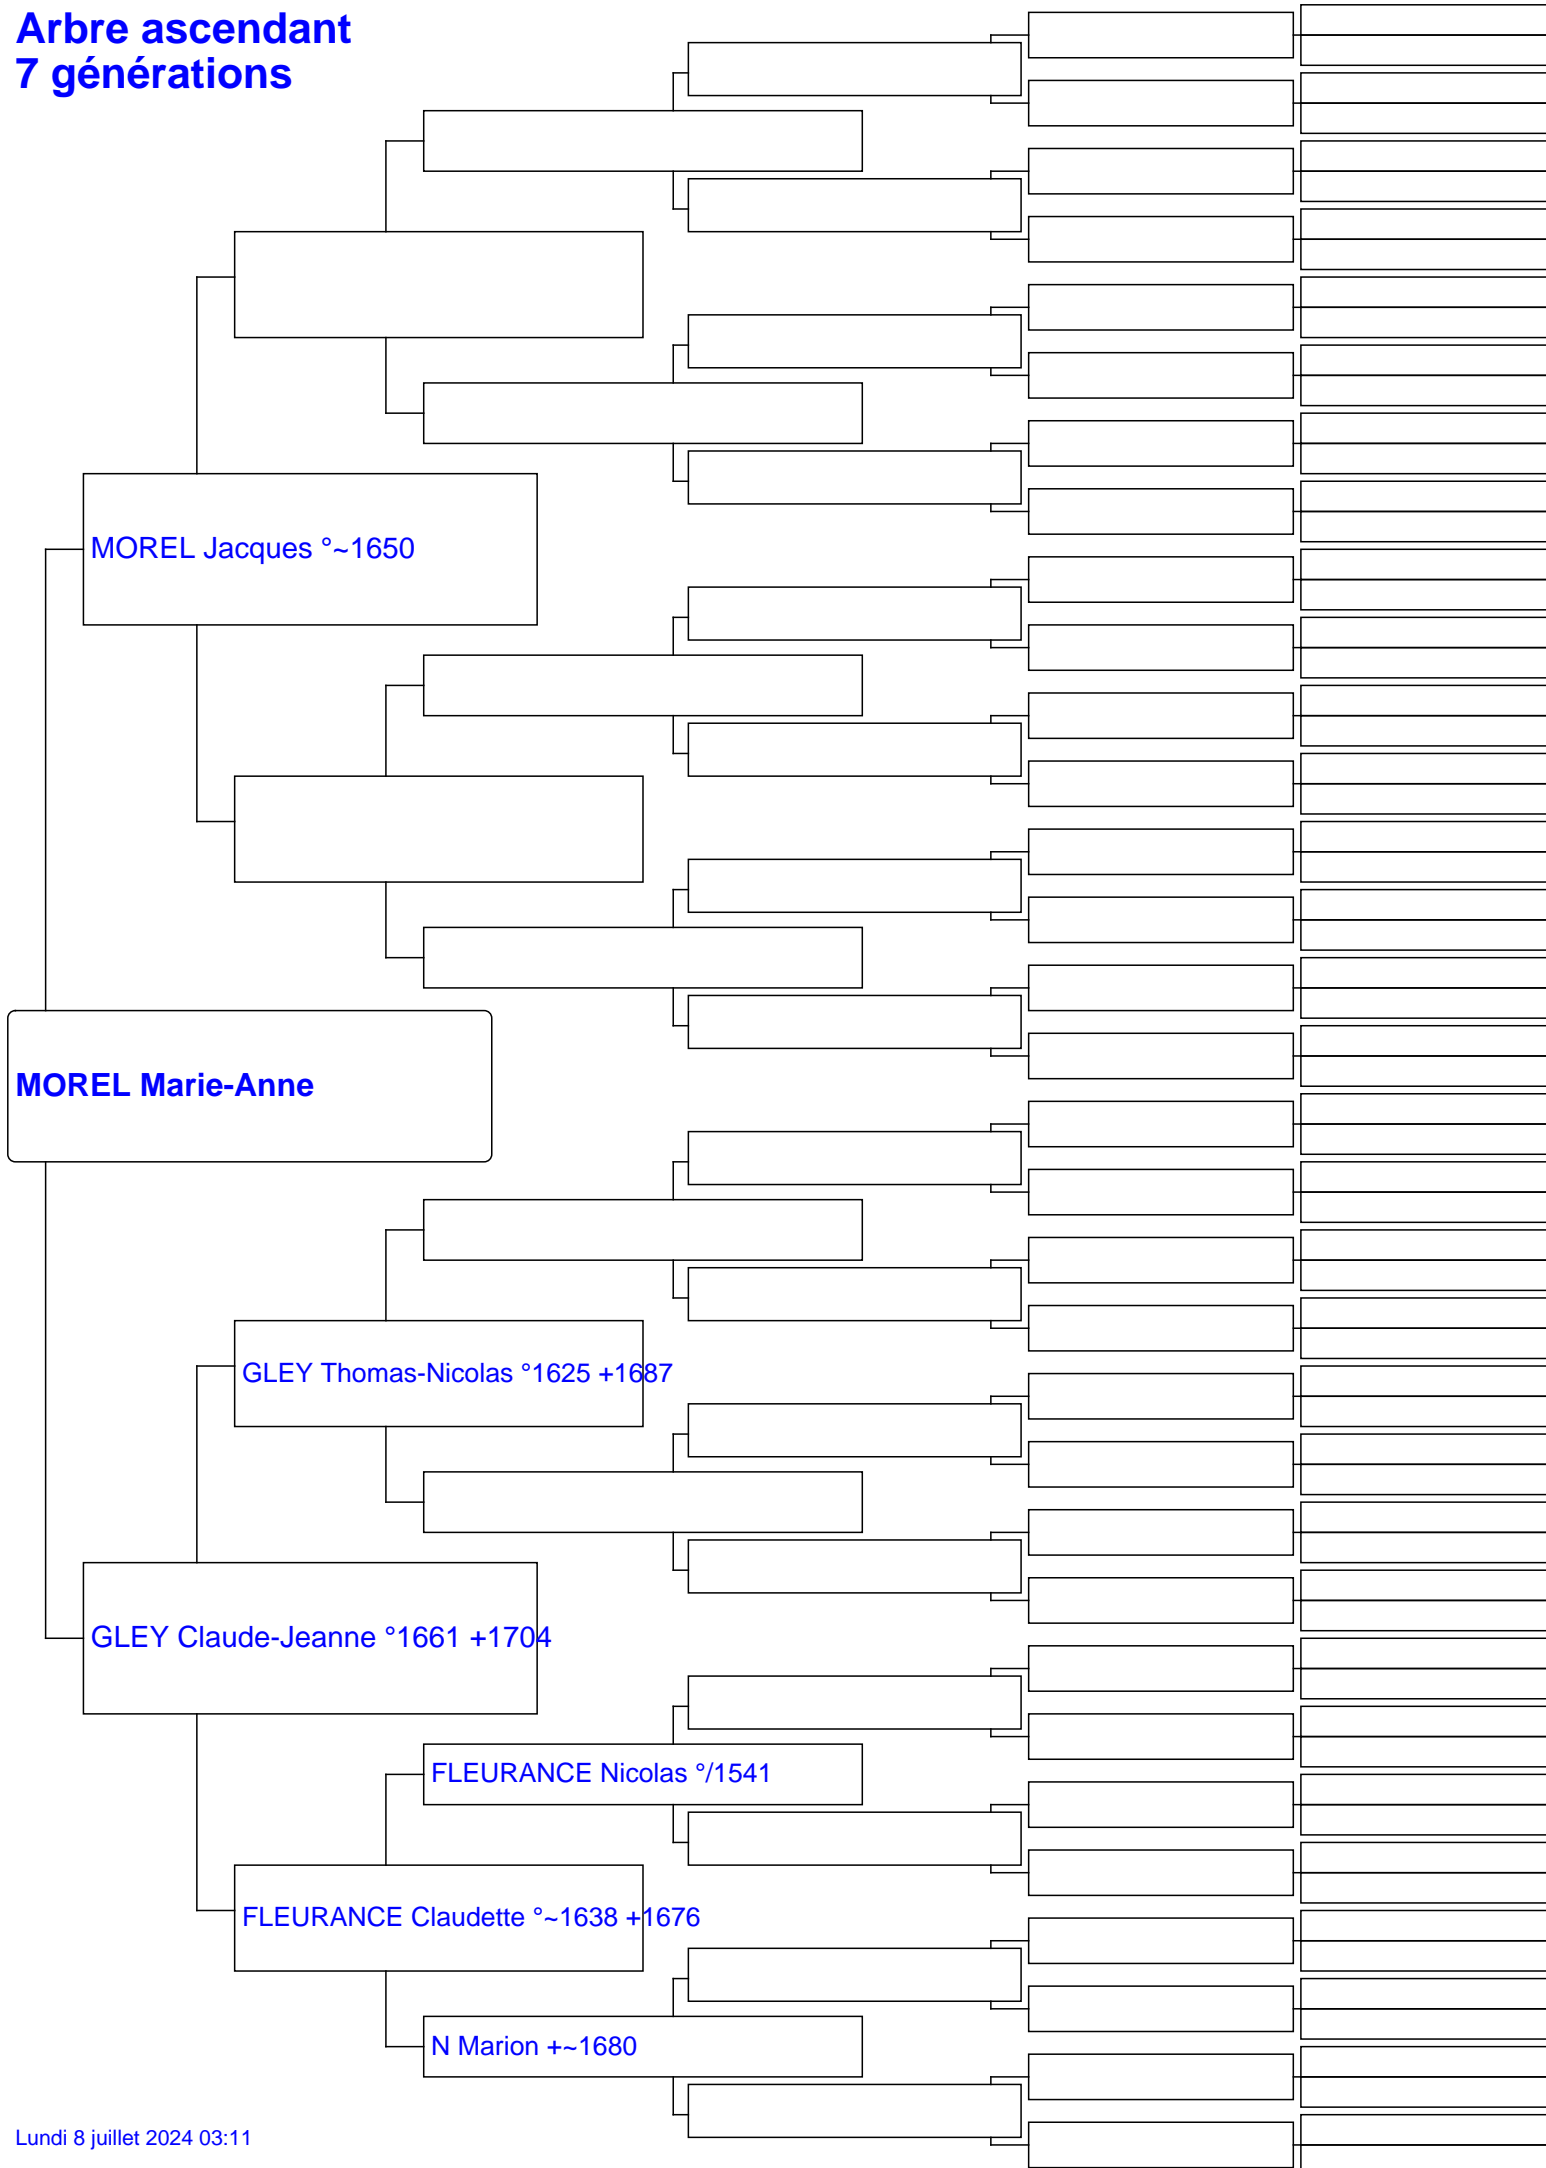 Arbre ascendant
7 générations
MOREL Jacques °~1650
MOREL Marie-Anne
GLEY Thomas-Nicolas °1625 +1687
GLEY Claude-Jeanne °1661 +1704
FLEURANCE Nicolas °/1541
FLEURANCE Claudette °~1638 +1676
N Marion +~1680
Lundi 8 juillet 2024 03:11